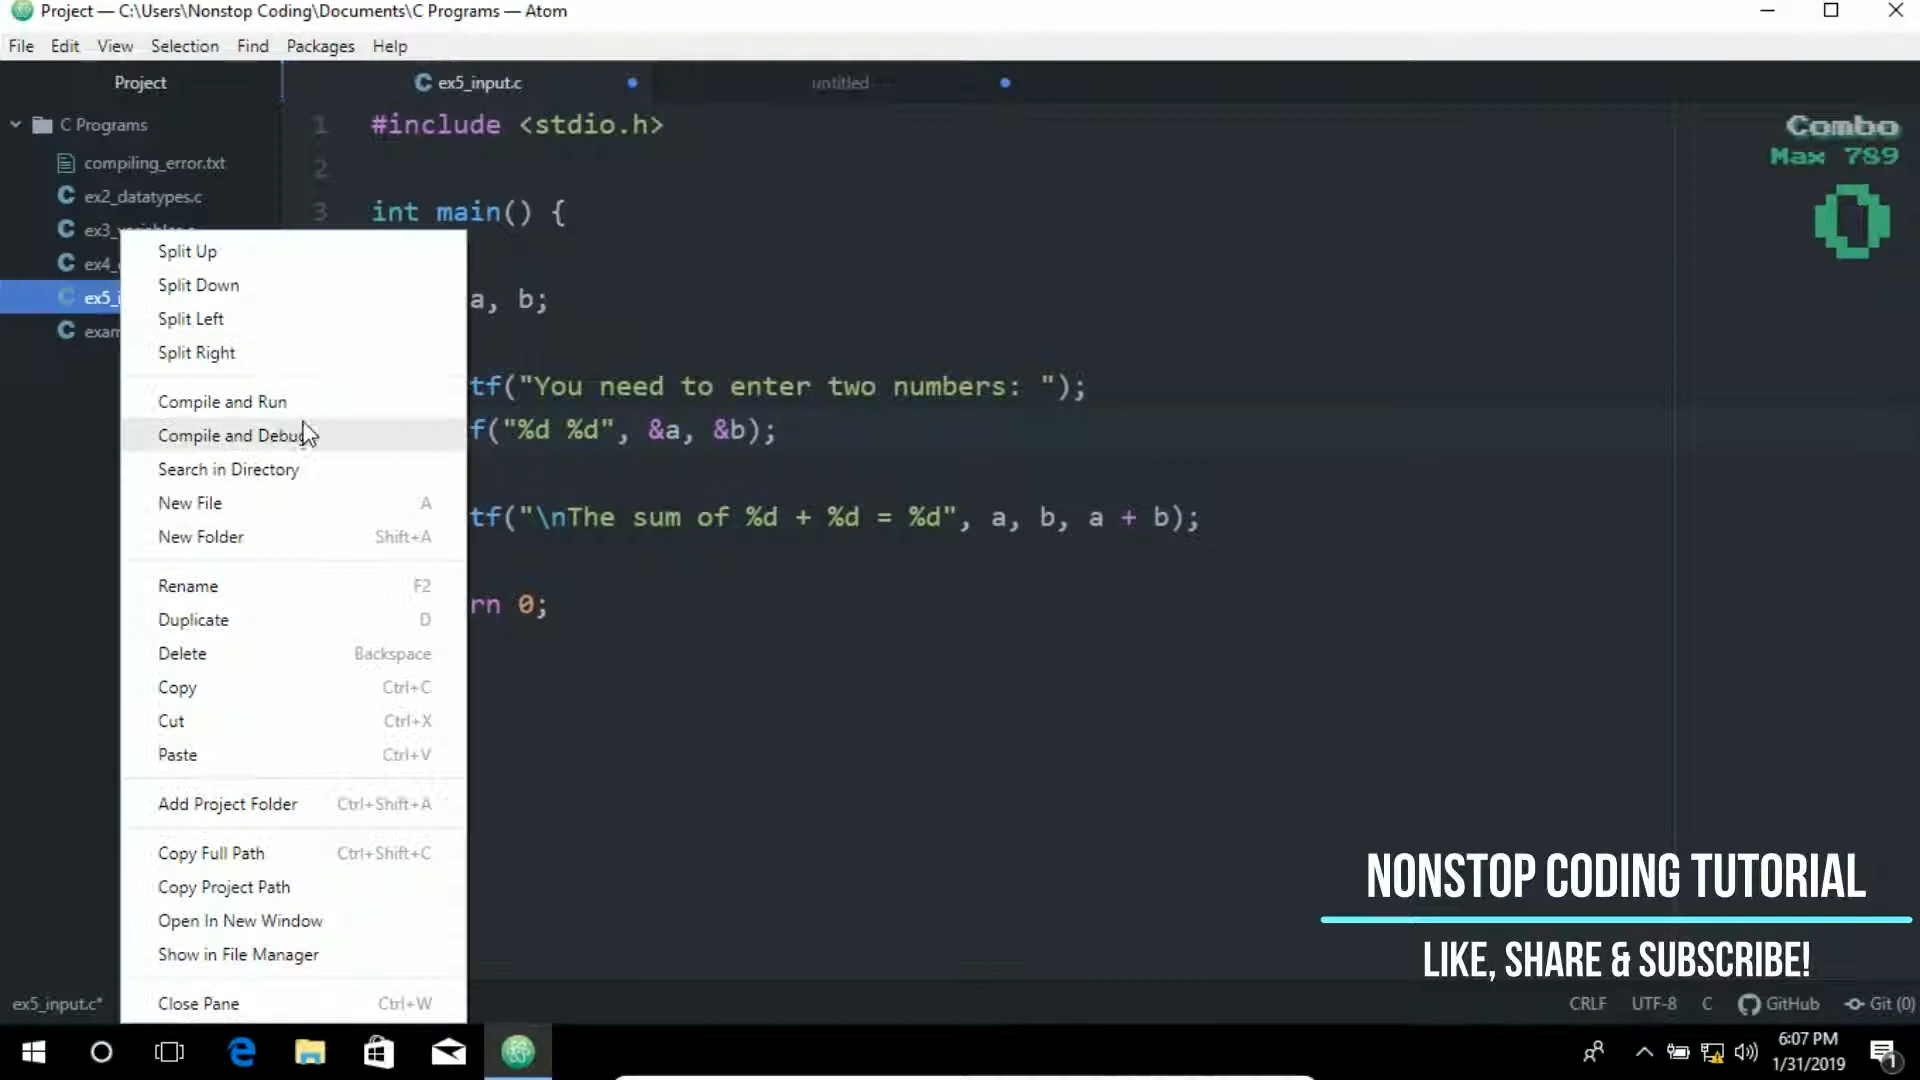 Project — C:\Users\Nonstop Coding\Documents\C Programs — Atom
File Edit View Selection Find Packages Help
Project
ex5_input.c
untitled
C Programs
compiling_error.txt
ex2_datatypes.c
ex3_
ex4_
ex5_i
exam
1 #include <stdio.h>
2
3 int main() {
a, b;
tf("You need to enter two numbers: ");
f("%d %d", &a, &b);
tf("\nThe sum of %d + %d = %d", a, b, a + b);
rn 0;
Combo
Max 789
0
Split Up
Split Down
Split Left
Split Right
Compile and Run
Compile and Debug
Search in Directory
New File A
New Folder Shift+A
Rename F2
Duplicate D
Delete Backspace
Copy Ctrl+C
Cut Ctrl+X
Paste Ctrl+V
Add Project Folder Ctrl+Shift+A
Copy Full Path Ctrl+Shift+C
Copy Project Path
Open In New Window
Show in File Manager
Close Pane Ctrl+W
NONSTOP CODING TUTORIAL
LIKE, SHARE & SUBSCRIBE!
ex5_input.c*
CRLF UTF-8 C GitHub Git (0)
6:07 PM
1/31/2019
1